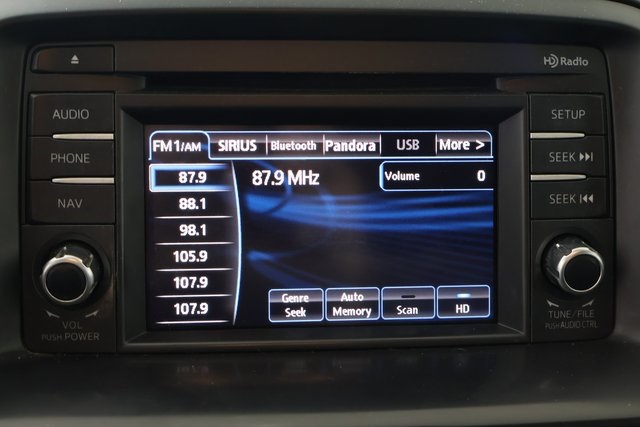 HD Radio
AUDIO
PHONE
NAV
VOL
PUSH POWER
FM1/AM SIRIUS Bluetooth Pandora USB More >
87.9
88.1
98.1
105.9
107.9
107.9
87.9 MHz
Volume 0
Genre Seek
Auto Memory
Scan
HD
SETUP
SEEK
SEEK
TUNE/FILE
PUSH AUDIO CTRL